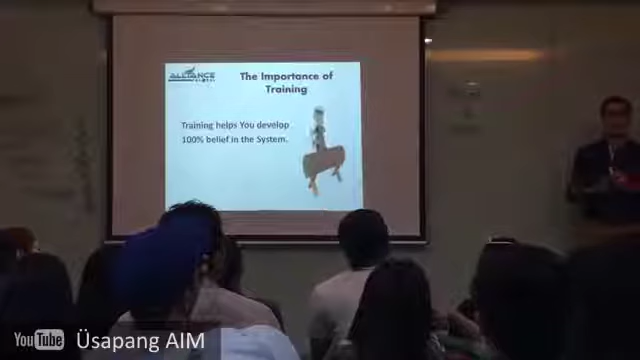 ALLIANCE
The Importance of
Training
Training helps You develop
100% belief in the System.
YouTube Üsapang AIM